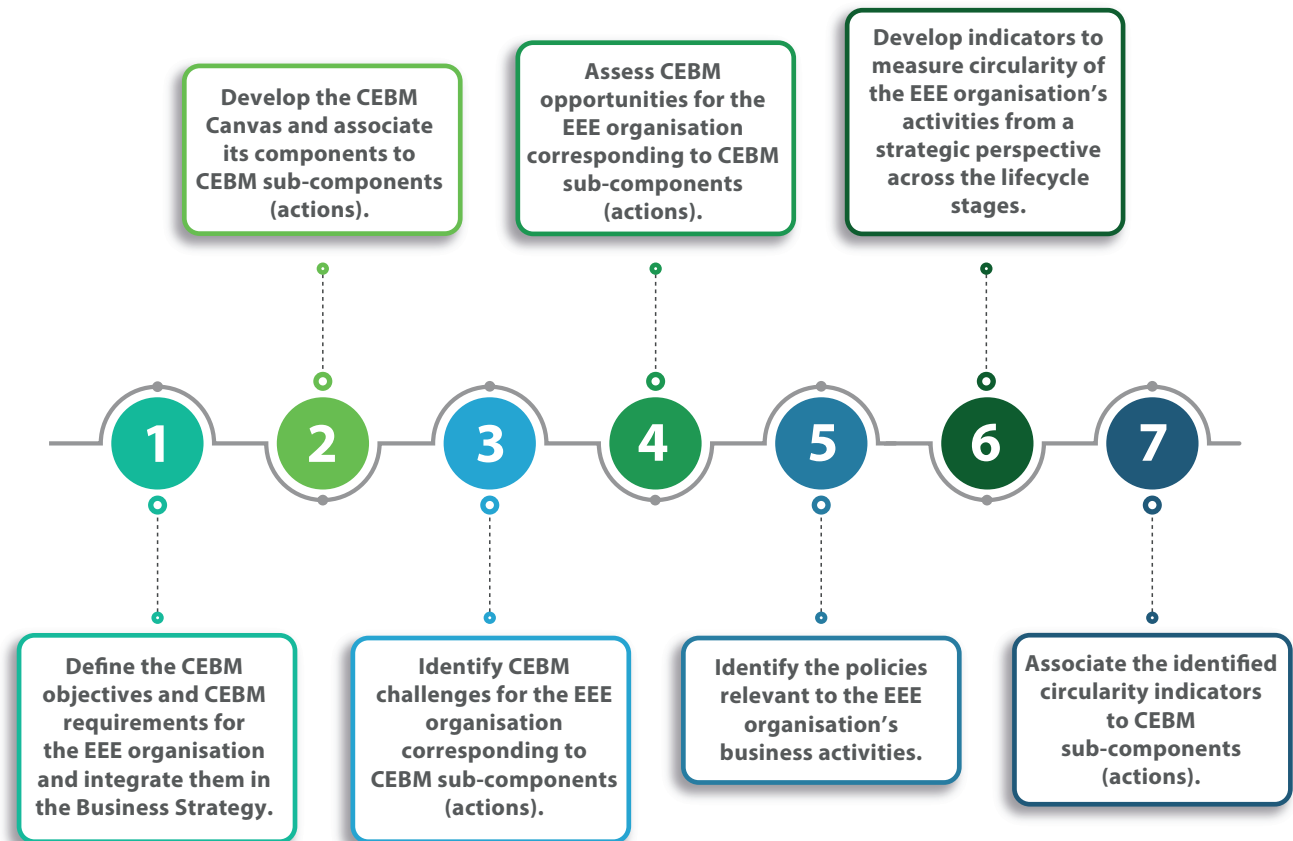 Develop the CEBM
Canvas and associate
its components to
CEBM sub-components
(actions).
Assess CEBM
opportunities for the
EEE organisation
corresponding to CEBM
sub-components
(actions).
Develop indicators to
measure circularity of
the EEE organisation’s
activities from a
strategic perspective
across the lifecycle
stages.
1
2
3
4
5
6
7
Define the CEBM
objectives and CEBM
requirements for
the EEE organisation
and integrate them in
the Business Strategy.
Identify CEBM
challenges for the EEE
organisation
corresponding to
CEBM sub-components
(actions).
Identify the policies
relevant to the EEE
organisation’s
business activities.
Associate the identified
circularity indicators
to CEBM
sub-components
(actions).